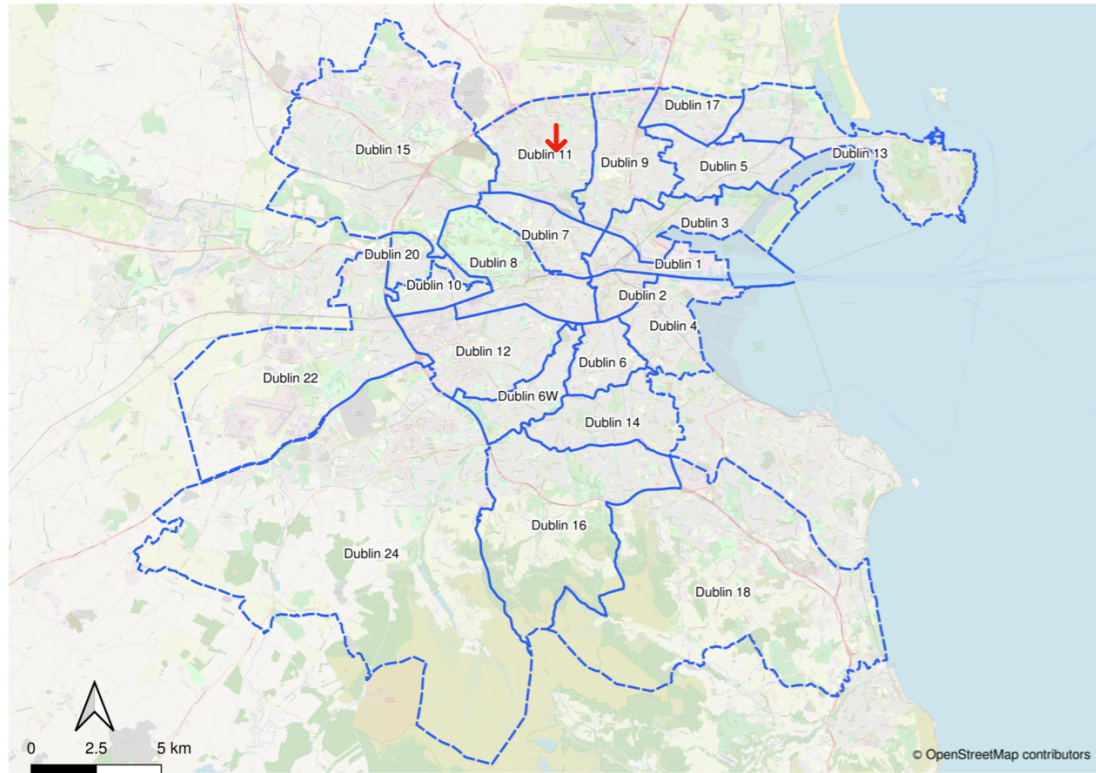 Dublin 17
Dublin 15
Dublin 11
Dublin 9
Dublin 5
Dublin 13
Dublin 3
Dublin 7
Dublin 20
Dublin 8
Dublin 1
Dublin 10
Dublin 2
Dublin 4
Dublin 12
Dublin 6
Dublin 22
Dublin 6W
Dublin 14
Dublin 16
Dublin 24
Dublin 18
0 2.5 5 km
© OpenStreetMap contributors